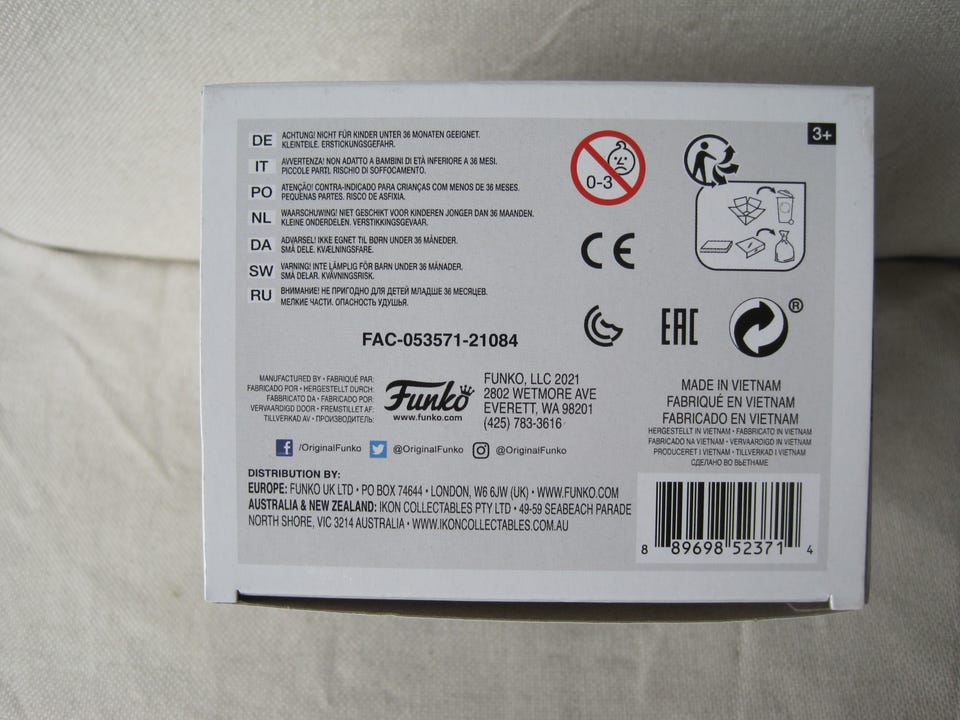 DE ACHTUNG! NICHT FÜR KINDER UNTER 36 MONATEN GEEIGNET.
KLEINTEILE. ERSTICKUNGSGEFAHR.
IT AVVERTENZA! NON ADATTO A BAMBINI DI ETÀ INFERIORE A 36 MESI.
PICCOLE PARTI. RISCHIO DI SOFFOCAMENTO.
PO ATENÇÃO! CONTRA-INDICADO PARA CRIANÇAS COM MENOS DE 36 MESES.
PEQUENAS PARTES. RISCO DE ASFIXIA.
NL WAARSCHUWING! NIET GESCHIKT VOOR KINDEREN JONGER DAN 36 MAANDEN.
KLEINE ONDERDELEN. VERSTIKKINGSGEVAAR.
DA ADVARSEL! IKKE EGNET TIL BØRN UNDER 36 MÅNEDER.
SMÅ DELE. KVÆLNINGSFARE.
SW VARNING! INTE LÄMPLIG FÖR BARN UNDER 36 MÅNADER.
SMÅ DELAR. KVÄVNINGSRISK.
RU ВНИМАНИЕ! НЕ ПРИГОДНО ДЛЯ ДЕТЕЙ МЛАДШЕ 36 МЕСЯЦЕВ.
МЕЛКИЕ ЧАСТИ. ОПАСНОСТЬ УДУШЬЯ.
0-3
3+
CE
EAC
®
FAC-053571-21084
MANUFACTURED BY • FABRIQUÉ PAR:
FABRICADO POR • HERGESTELLT DURCH:
FABBRICATO DA • FABRICADO POR:
VERVAARDIGD DOOR • FREMSTILLET AF:
TILLVERKAD AV • ПРОИЗВОДИТЕЛЬ:
Funko
www.funko.com
FUNKO, LLC 2021
2802 WETMORE AVE
EVERETT, WA 98201
(425) 783-3616
MADE IN VIETNAM
FABRIQUÉ EN VIETNAM
FABRICADO EN VIETNAM
HERGESTELLT IN VIETNAM • FABBRICATO IN VIETNAM
FABRICADO NA VIETNAM • VERVAARDIGD IN VIETNAM
PRODUCERET I VIETNAM • TILLVERKAD I VIETNAM
СДЕЛАНО ВО ВЬЕТНАМЕ
/OriginalFunko @OriginalFunko @OriginalFunko
DISTRIBUTION BY:
EUROPE: FUNKO UK LTD • PO BOX 74644 • LONDON, W6 6JW (UK) • WWW.FUNKO.COM
AUSTRALIA & NEW ZEALAND: IKON COLLECTABLES PTY LTD • 49-59 SEABEACH PARADE
NORTH SHORE, VIC 3214 AUSTRALIA • WWW.IKONCOLLECTABLES.COM.AU
8 89698 52371 4